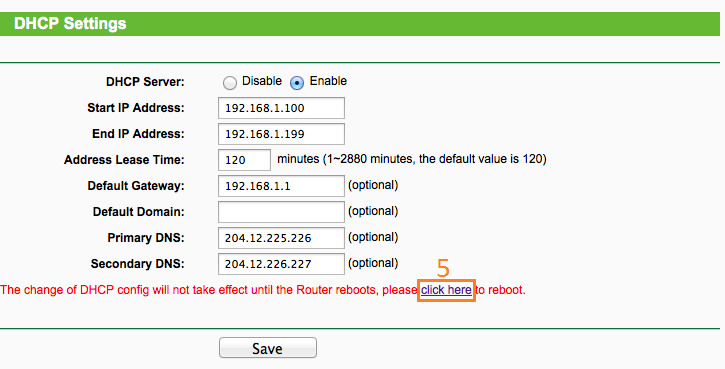 DHCP Settings
DHCP Server: Disable Enable
Start IP Address: 192.168.1.100
End IP Address: 192.168.1.199
Address Lease Time: 120 minutes (1~2880 minutes, the default value is 120)
Default Gateway: 192.168.1.1 (optional)
Default Domain: (optional)
Primary DNS: 204.12.225.226 (optional)
Secondary DNS: 204.12.226.227 (optional)
5
The change of DHCP config will not take effect until the Router reboots, please click here to reboot.
Save